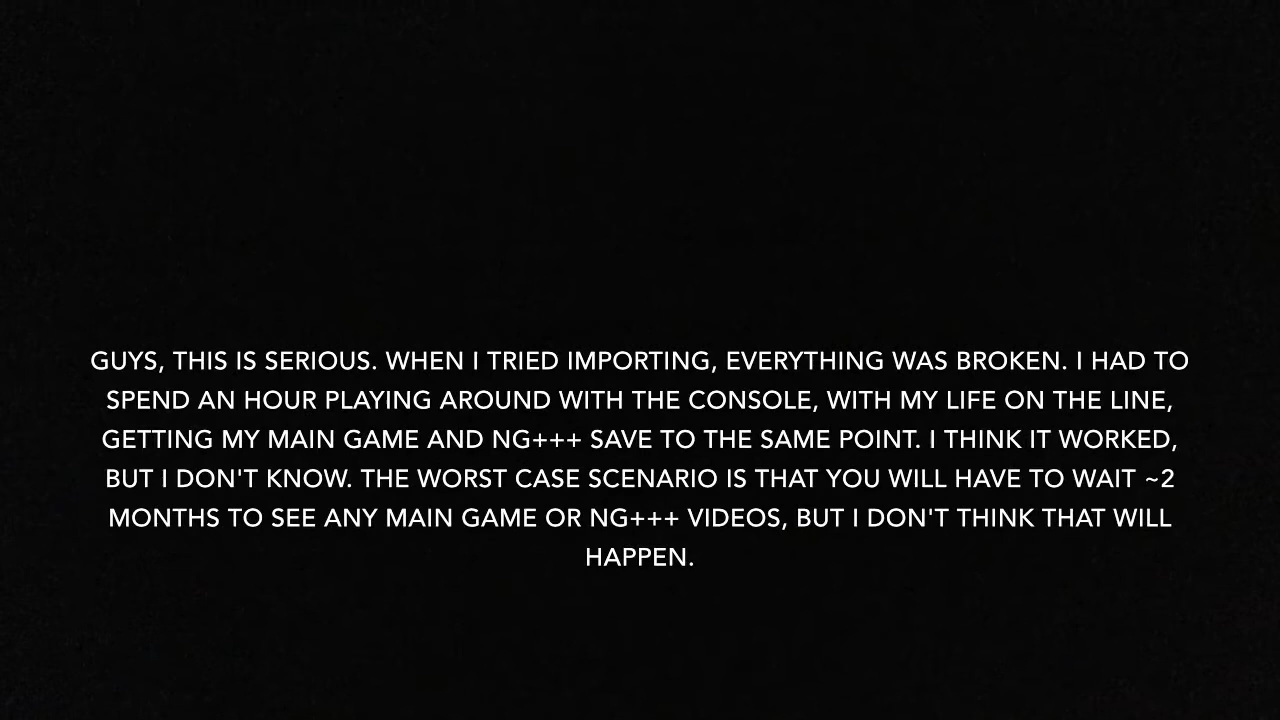 GUYS, THIS IS SERIOUS. WHEN I TRIED IMPORTING, EVERYTHING WAS BROKEN. I HAD TO
SPEND AN HOUR PLAYING AROUND WITH THE CONSOLE, WITH MY LIFE ON THE LINE,
GETTING MY MAIN GAME AND NG+++ SAVE TO THE SAME POINT. I THINK IT WORKED,
BUT I DON'T KNOW. THE WORST CASE SCENARIO IS THAT YOU WILL HAVE TO WAIT ~2
MONTHS TO SEE ANY MAIN GAME OR NG+++ VIDEOS, BUT I DON'T THINK THAT WILL
HAPPEN.